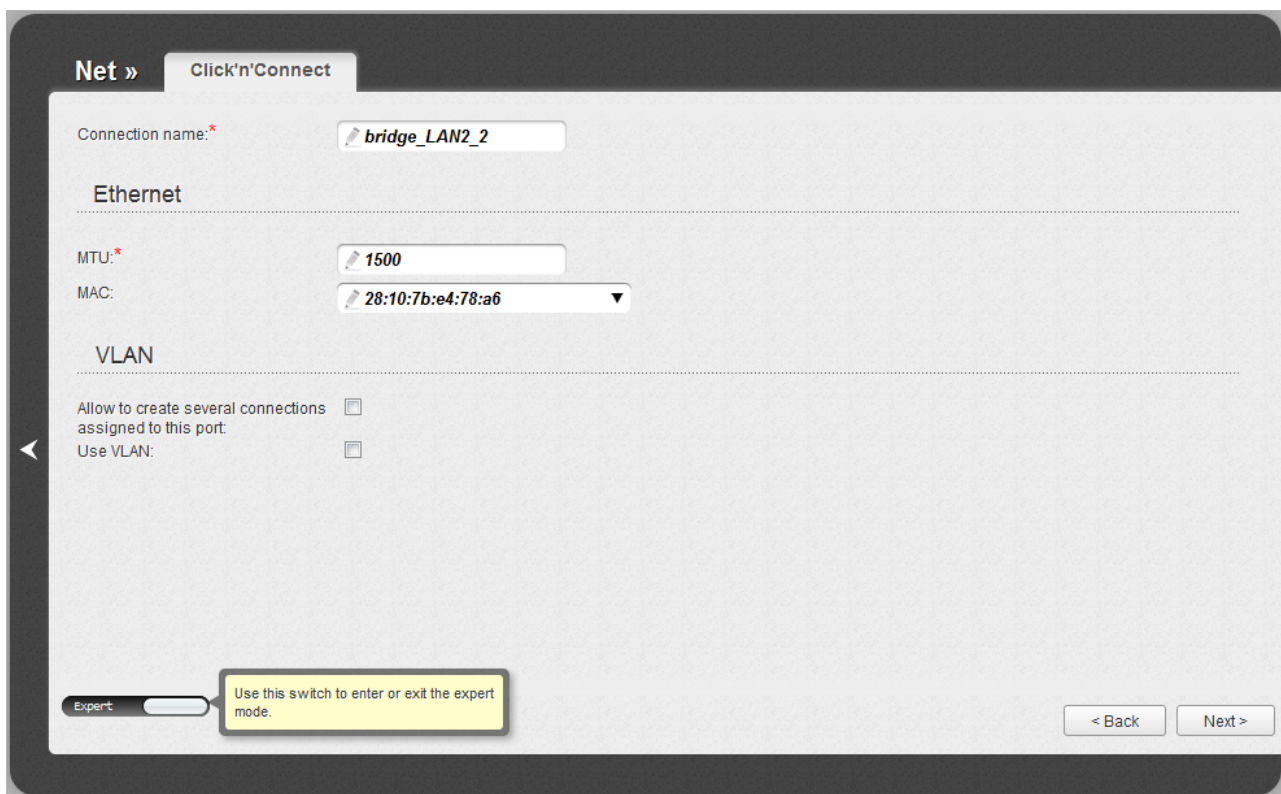 Net » Click'n'Connect
Connection name:* bridge_LAN2_2
Ethernet
MTU:* 1500
MAC: 28:10:7b:e4:78:a6
VLAN
Allow to create several connections
assigned to this port:
Use VLAN:
Use this switch to enter or exit the expert
mode.
Expert
< Back Next >